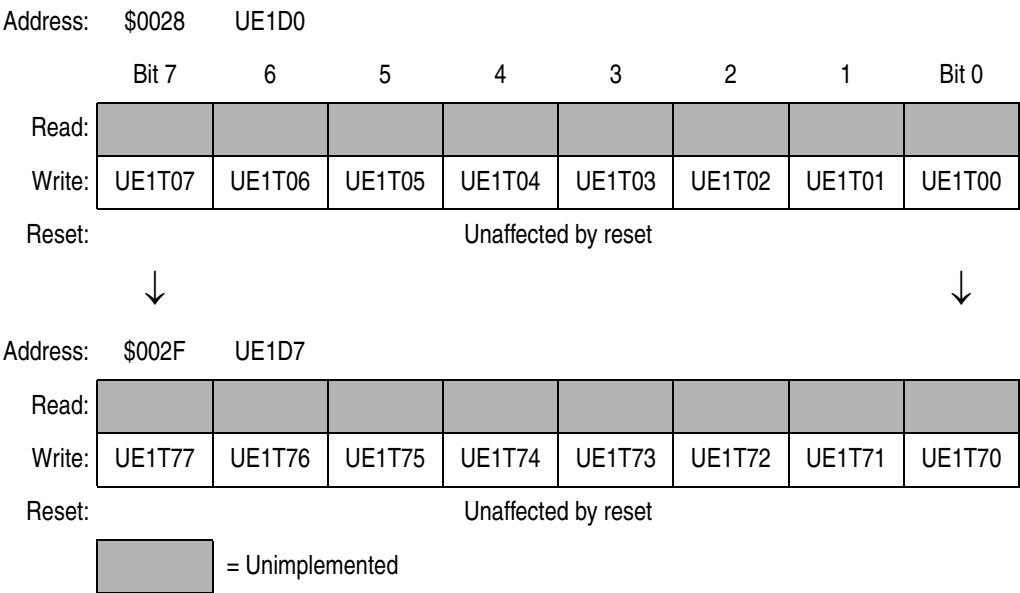 Address: $0028 UE1D0
Bit 7 6 5 4 3 2 1 Bit 0
Read:
Write: UE1T07 UE1T06 UE1T05 UE1T04 UE1T03 UE1T02 UE1T01 UE1T00
Reset: Unaffected by reset
↓ ↓
Address: $002F UE1D7
Read:
Write: UE1T77 UE1T76 UE1T75 UE1T74 UE1T73 UE1T72 UE1T71 UE1T70
Reset: Unaffected by reset
= Unimplemented